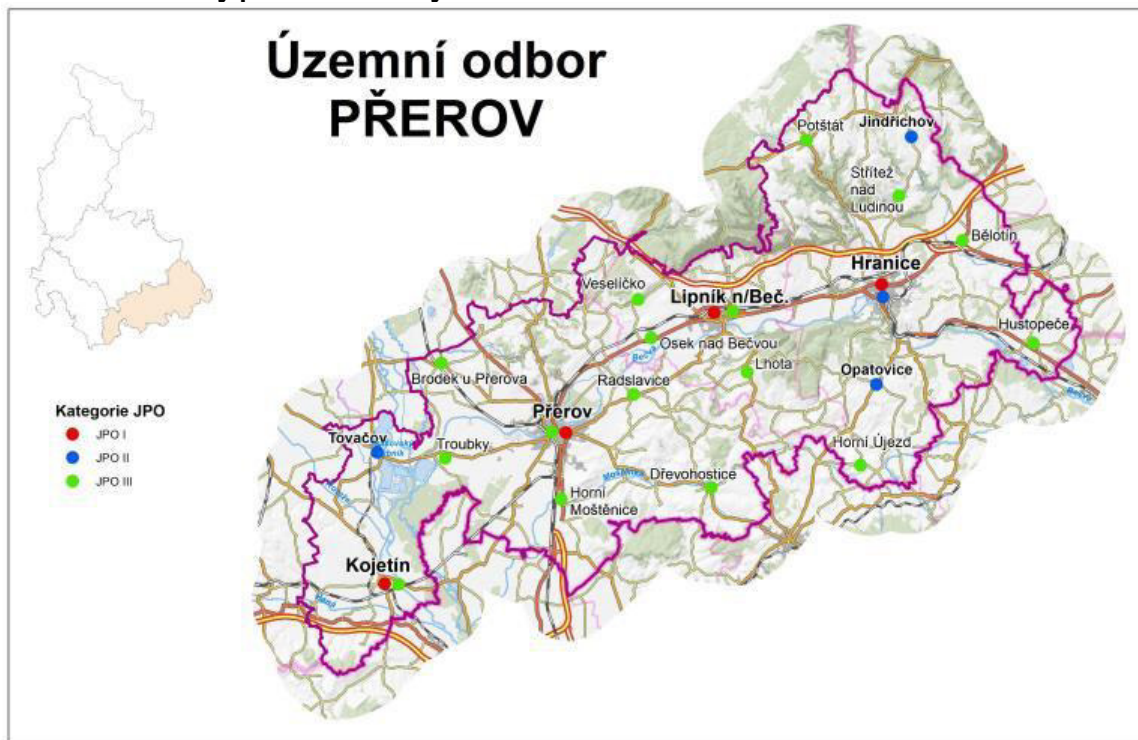 Územní odbor
PŘEROV
Potštát
Jindřichov
Střítež
nad
Ludinou
Bělotín
Hranice
Veselíčko
Lipník n/Beč.
Hustopeče
Osek nad Bečvou
Bečva
Lhota
Opatovice
Brodek u Přerova
Radslavice
Bečva
Kategorie JPO
JPO I
JPO II
JPO III
Přerov
Tovačov
Troubky
Horní Újezd
Dřevohostice
Moštěnka
Horní
Moštěnice
Kojetín
Haná